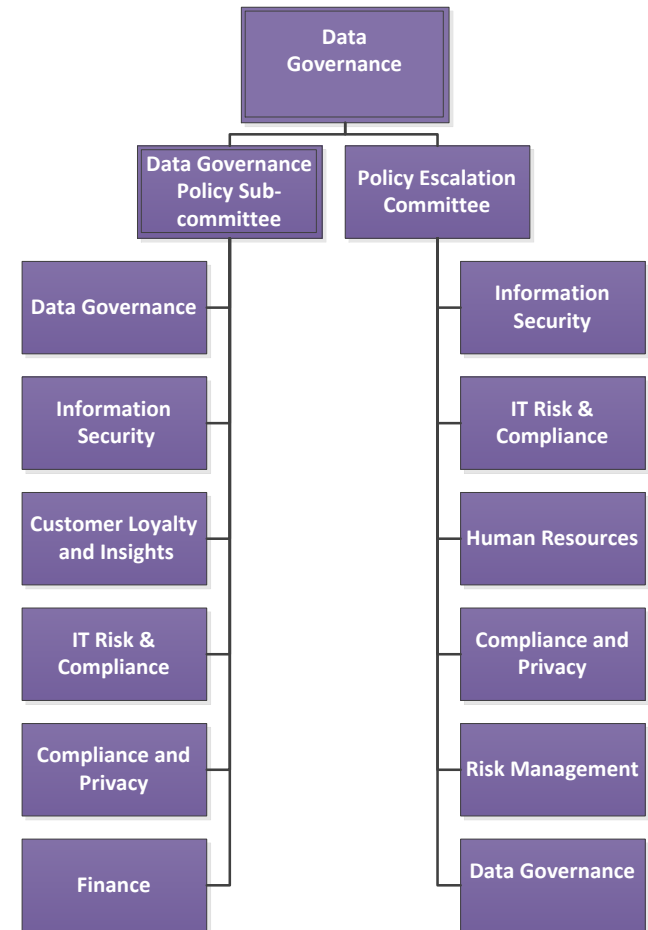 Data
Governance
Data Governance
Policy Sub-
committee
Policy Escalation
Committee
Data Governance
Information
Security
Customer Loyalty
and Insights
IT Risk &
Compliance
Compliance and
Privacy
Finance
Information
Security
IT Risk &
Compliance
Human Resources
Compliance and
Privacy
Risk Management
Data Governance